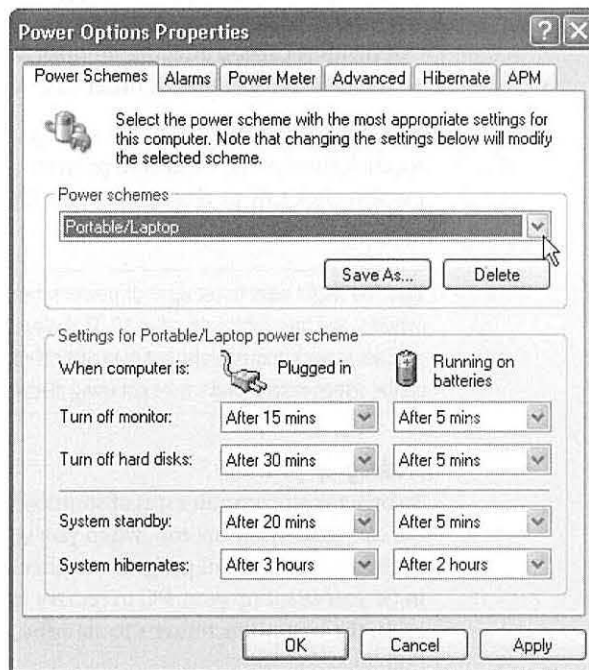 Power Options Properties
Power Schemes Alarms Power Meter Advanced Hibernate APM
Select the power scheme with the most appropriate settings for
this computer. Note that changing the settings below will modify
the selected scheme.
Power schemes
Portable/Laptop
Save As... Delete
Settings for Portable/Laptop power scheme
When computer is: Plugged in Running on
batteries
Turn off monitor: After 15 mins After 5 mins
Turn off hard disks: After 30 mins After 5 mins
System standby: After 20 mins After 5 mins
System hibernates: After 3 hours After 2 hours
OK Cancel Apply